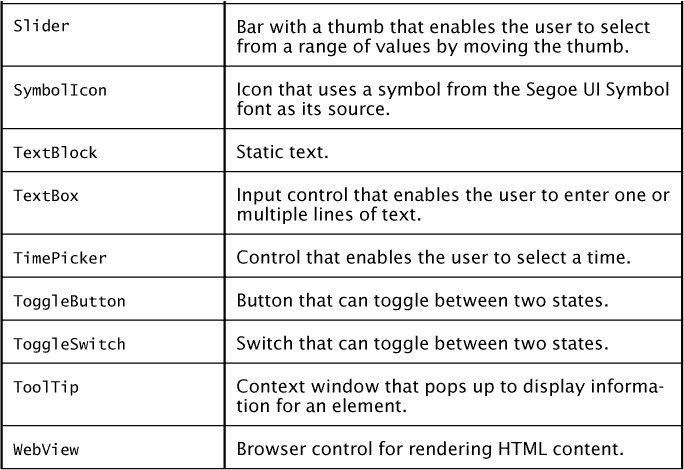 Slider
Bar with a thumb that enables the user to select
from a range of values by moving the thumb.
SymbolIcon
Icon that uses a symbol from the Segoe UI Symbol
font as its source.
TextBlock
Static text.
TextBox
Input control that enables the user to enter one or
multiple lines of text.
TimePicker
Control that enables the user to select a time.
ToggleButton
Button that can toggle between two states.
ToggleSwitch
Switch that can toggle between two states.
ToolTip
Context window that pops up to display informa-
tion for an element.
WebView
Browser control for rendering HTML content.